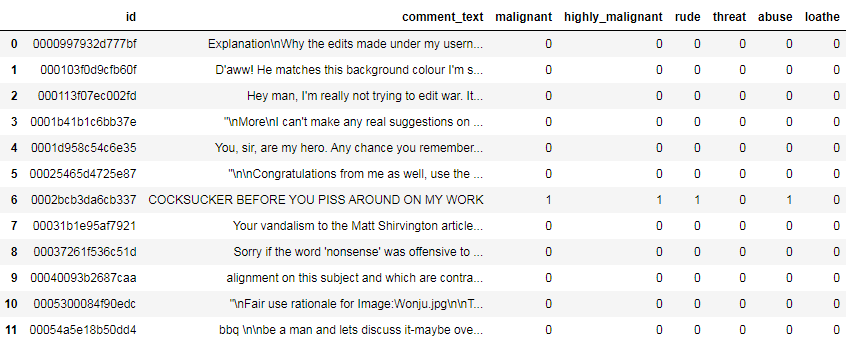 id comment_text malignant highly_malignant rude threat abuse loathe
0 0000997932d777bf Explanation\nWhy the edits made under my usern... 0 0 0 0 0 0
1 000103f0d9cfb60f D'aww! He matches this background colour I'm s... 0 0 0 0 0 0
2 000113f07ec002fd Hey man, I'm really not trying to edit war. It... 0 0 0 0 0 0
3 0001b41b1c6bb37e "\nMore\nI can't make any real suggestions on ... 0 0 0 0 0 0
4 0001d958c54c6e35 You, sir, are my hero. Any chance you remember... 0 0 0 0 0 0
5 00025465d4725e87 "\n\nCongratulations from me as well, use the ... 0 0 0 0 0 0
6 0002bcb3da6cb337 COCKSUCKER BEFORE YOU PISS AROUND ON MY WORK 1 1 1 0 1 0
7 00031b1e95af7921 Your vandalism to the Matt Shirvington article... 0 0 0 0 0 0
8 00037261f536c51d Sorry if the word 'nonsense' was offensive to ... 0 0 0 0 0 0
9 00040093b2687caa alignment on this subject and which are contra... 0 0 0 0 0 0
10 0005300084f90edc "\nFair use rationale for Image:Wonju.jpg\n\nT... 0 0 0 0 0 0
11 00054a5e18b50dd4 bbq \n\nbe a man and lets discuss it-maybe ove... 0 0 0 0 0 0